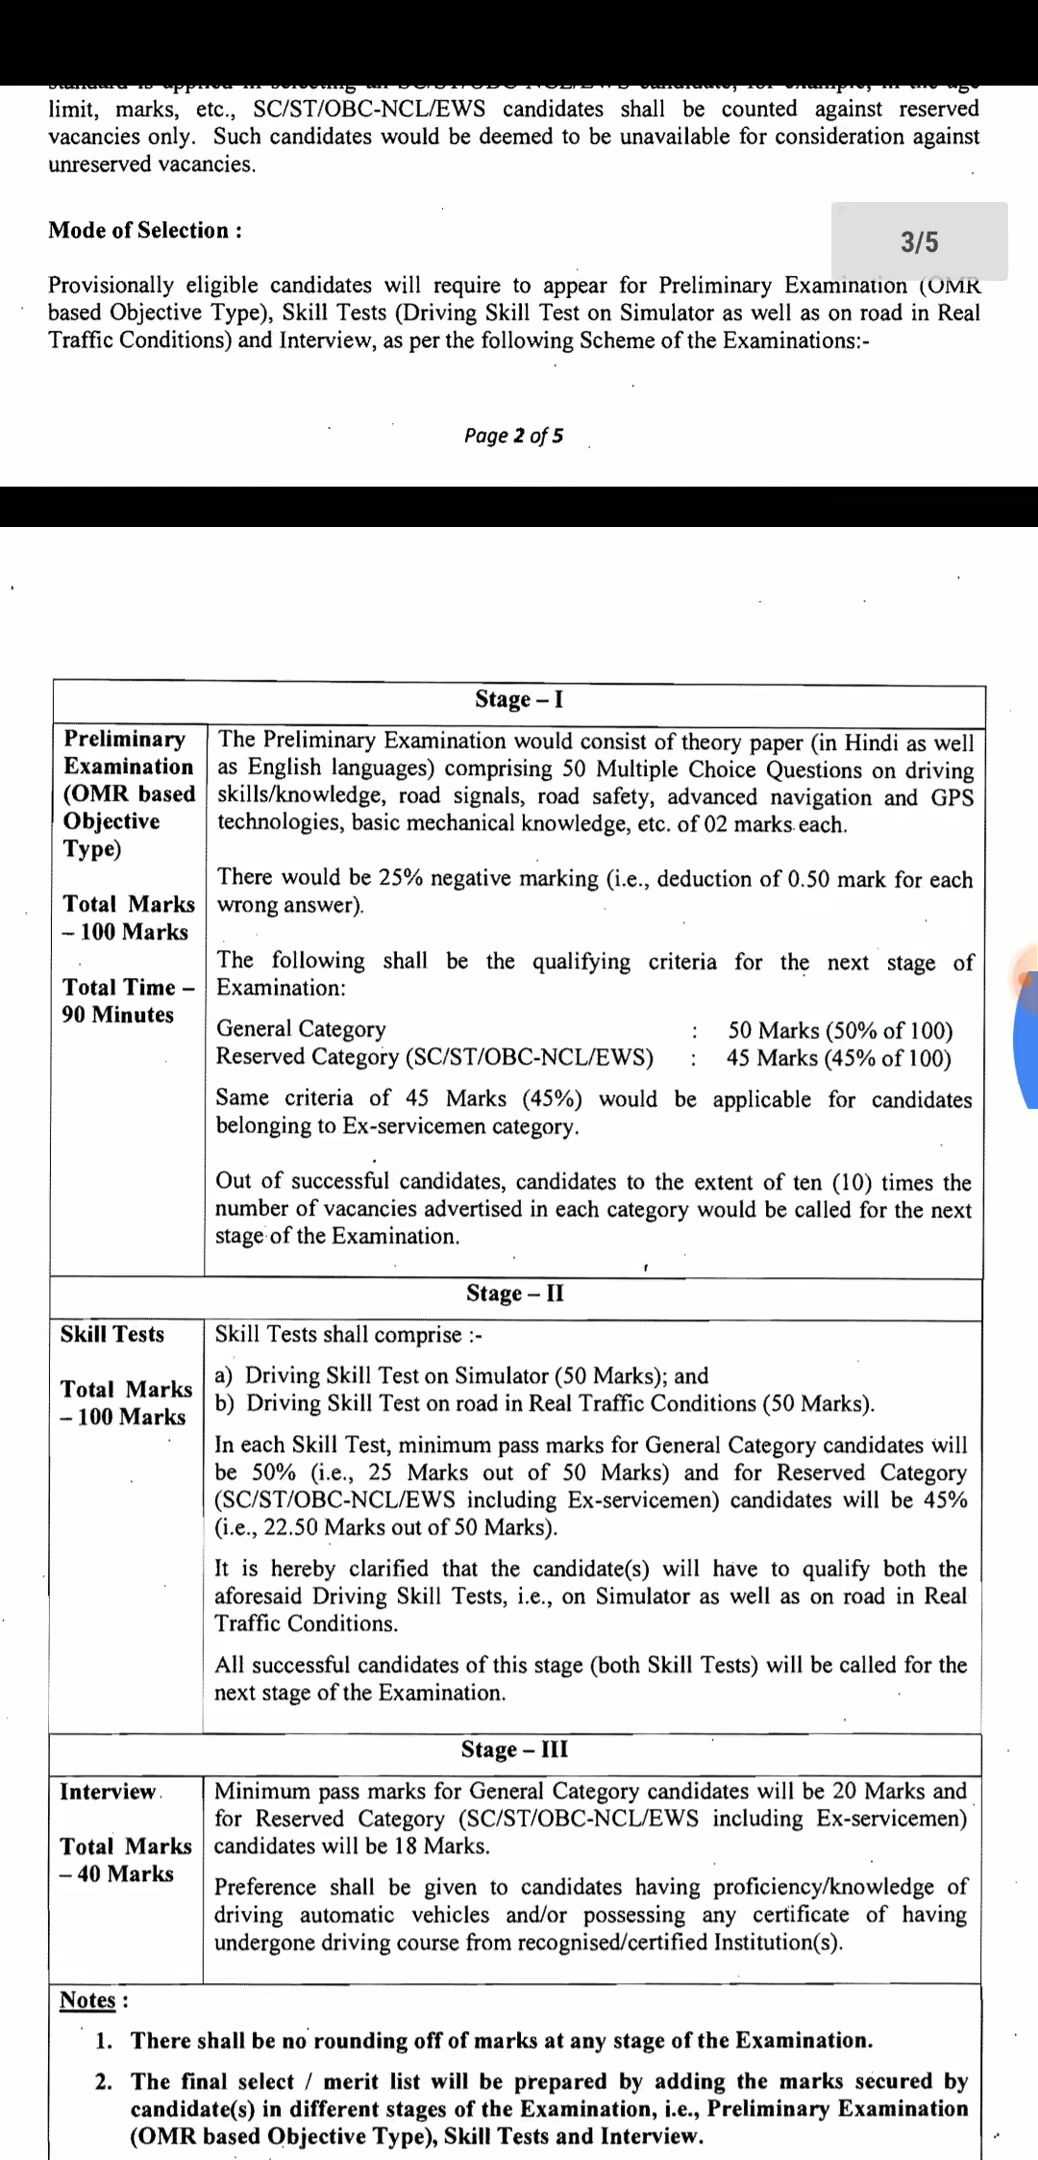 limit, marks, etc., SC/ST/OBC-NCL/EWS candidates shall be counted against reserved
vacancies only. Such candidates would be deemed to be unavailable for consideration against
unreserved vacancies.
Mode of Selection :
3/5
Provisionally eligible candidates will require to appear for Preliminary Examination (OMR
based Objective Type), Skill Tests (Driving Skill Test on Simulator as well as on road in Real
Traffic Conditions) and Interview, as per the following Scheme of the Examinations:-
Page 2 of 5
Stage – I
Preliminary
Examination
(OMR based
Objective
Type)
Total Marks
– 100 Marks
Total Time –
90 Minutes
The Preliminary Examination would consist of theory paper (in Hindi as well
as English languages) comprising 50 Multiple Choice Questions on driving
skills/knowledge, road signals, road safety, advanced navigation and GPS
technologies, basic mechanical knowledge, etc. of 02 marks each.
There would be 25% negative marking (i.e., deduction of 0.50 mark for each
wrong answer).
The following shall be the qualifying criteria for the next stage of
Examination:
General Category : 50 Marks (50% of 100)
Reserved Category (SC/ST/OBC-NCL/EWS) : 45 Marks (45% of 100)
Same criteria of 45 Marks (45%) would be applicable for candidates
belonging to Ex-servicemen category.
Out of successful candidates, candidates to the extent of ten (10) times the
number of vacancies advertised in each category would be called for the next
stage of the Examination.
Stage – II
Skill Tests
Total Marks
– 100 Marks
Skill Tests shall comprise :-
a) Driving Skill Test on Simulator (50 Marks); and
b) Driving Skill Test on road in Real Traffic Conditions (50 Marks).
In each Skill Test, minimum pass marks for General Category candidates will
be 50% (i.e., 25 Marks out of 50 Marks) and for Reserved Category
(SC/ST/OBC-NCL/EWS including Ex-servicemen) candidates will be 45%
(i.e., 22.50 Marks out of 50 Marks).
It is hereby clarified that the candidate(s) will have to qualify both the
aforesaid Driving Skill Tests, i.e., on Simulator as well as on road in Real
Traffic Conditions.
All successful candidates of this stage (both Skill Tests) will be called for the
next stage of the Examination.
Stage – III
Interview
Total Marks
– 40 Marks
Minimum pass marks for General Category candidates will be 20 Marks and
for Reserved Category (SC/ST/OBC-NCL/EWS including Ex-servicemen)
candidates will be 18 Marks.
Preference shall be given to candidates having proficiency/knowledge of
driving automatic vehicles and/or possessing any certificate of having
undergone driving course from recognised/certified Institution(s).
Notes :
1. There shall be no rounding off of marks at any stage of the Examination.
2. The final select / merit list will be prepared by adding the marks secured by
candidate(s) in different stages of the Examination, i.e., Preliminary Examination
(OMR based Objective Type), Skill Tests and Interview.